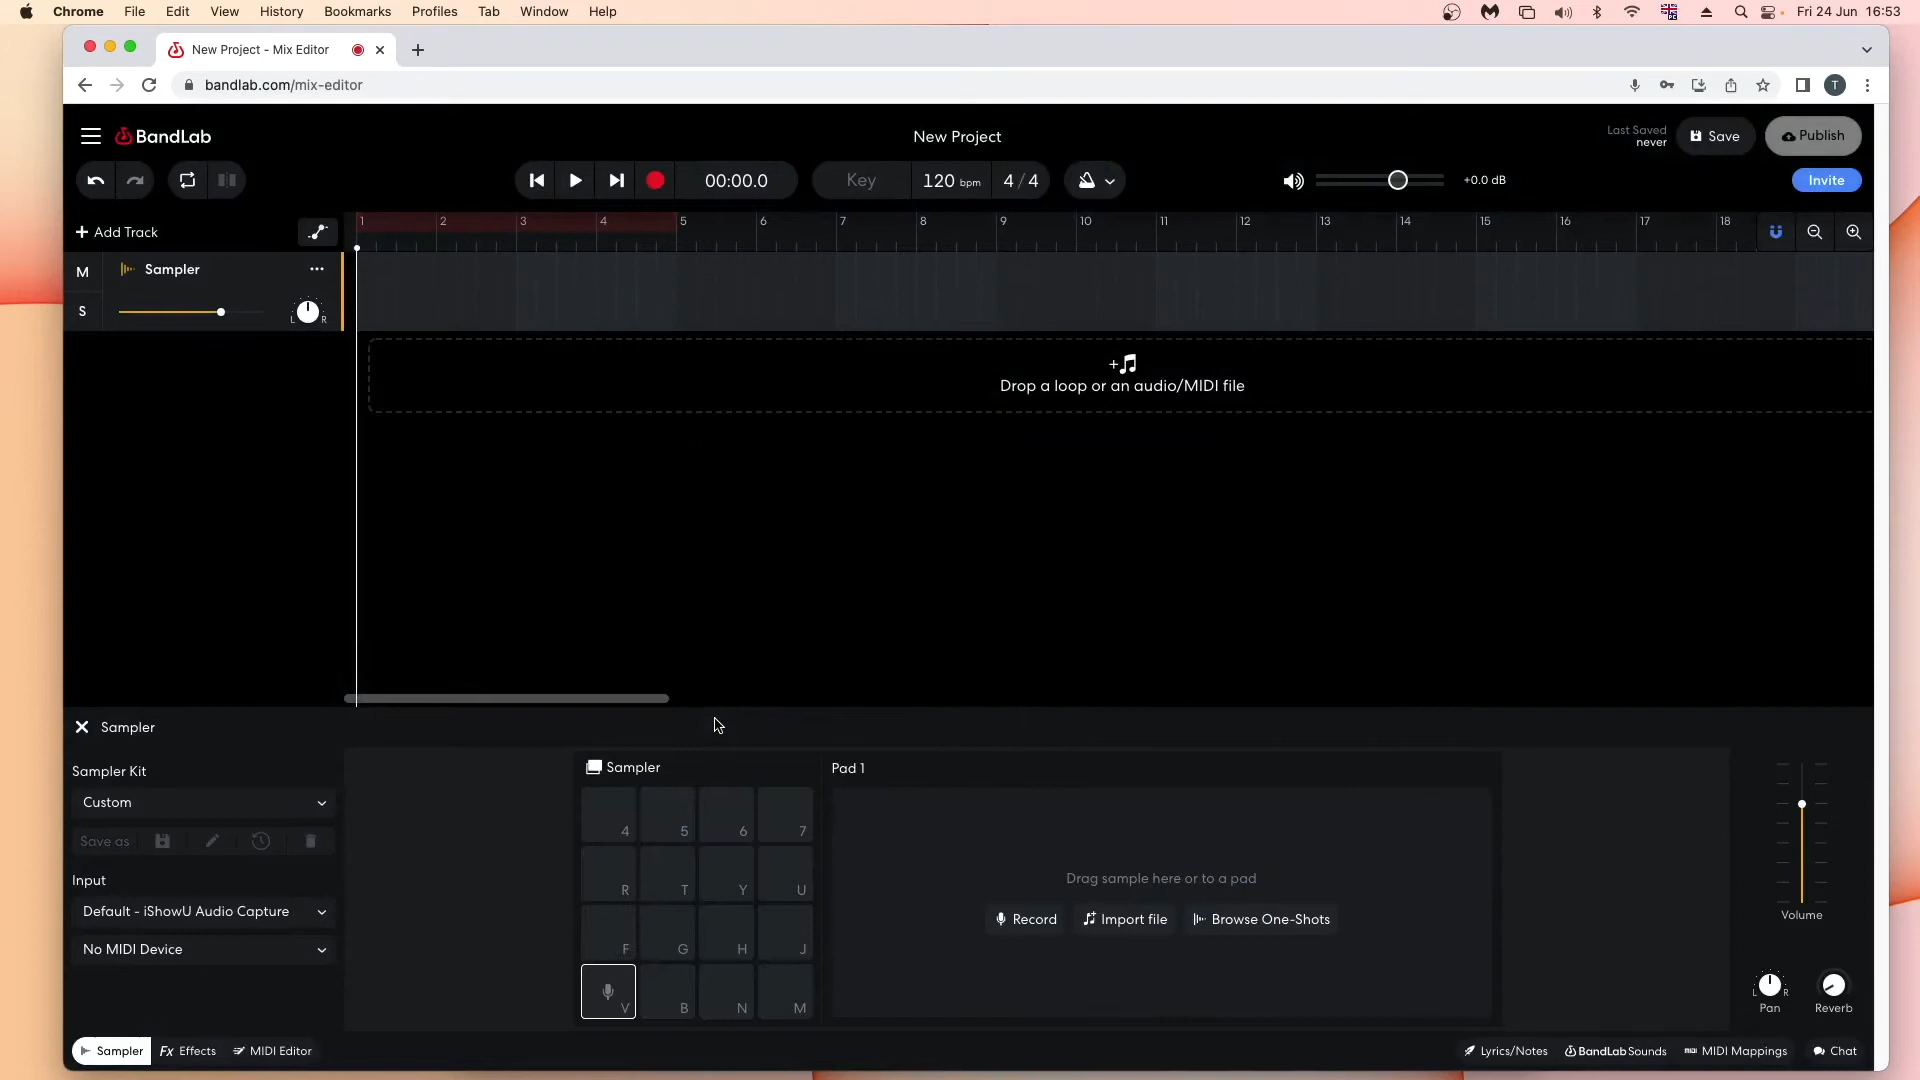 Chrome File Edit View History Bookmarks Profiles Tab Window Help Fri 24 Jun 16:53
New Project - Mix Editor
bandlab.com/mix-editor T
BandLab New Project Last Saved never Save Publish
00:00.0 Key 120 bpm 4/4 +0.0 dB Invite
Add Track 1 2 3 4 5 6 7 8 9 10 11 12 13 14 15 16 17 18
M Sampler ...
S L R
+
Drop a loop or an audio/MIDI file
Sampler
Sampler Kit
Custom
Save as
Input
Default - iShowU Audio Capture
No MIDI Device
Sampler
4 5 6 7
R T Y U
F G H J
V B N M
Pad 1
Drag sample here or to a pad
Record Import file Browse One-Shots
Volume
L R
Pan Reverb
Sampler Fx Effects MIDI Editor Lyrics/Notes BandLab Sounds MIDI Mappings Chat